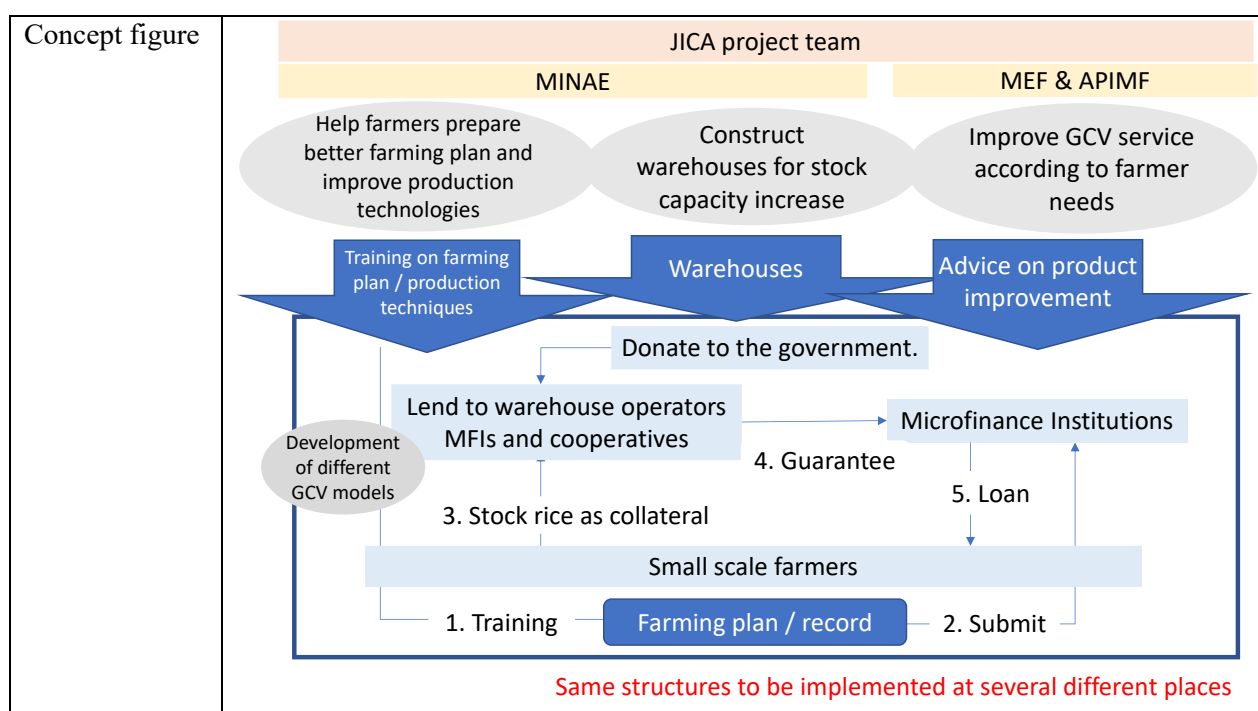 Concept figure
JICA project team
MINAE
MEF & APIMF
Help farmers prepare
better farming plan and
improve production
technologies
Construct
warehouses for stock
capacity increase
Improve GCV service
according to farmer
needs
Training on farming
plan / production
techniques
Warehouses
Advice on product
improvement
Donate to the government.
Lend to warehouse operators
MFIs and cooperatives
Microfinance Institutions
Development
of different
GCV models
4. Guarantee
5. Loan
3. Stock rice as collateral
Small scale farmers
1. Training
Farming plan / record
2. Submit
Same structures to be implemented at several different places